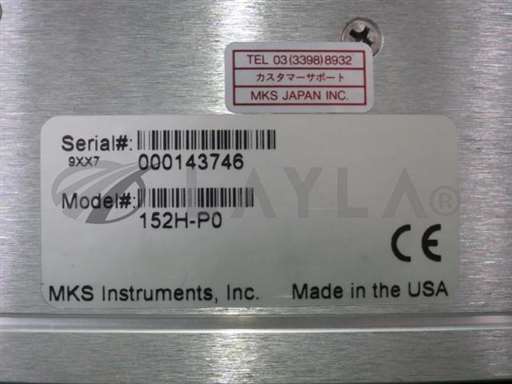 TEL 03(3398)8932
カスタマーサポート
MKS JAPAN INC.
Serial#:
9XX7 000143746
Model#:
152H-P0
CE
MKS Instruments, Inc. Made in the USA
LAYLA®